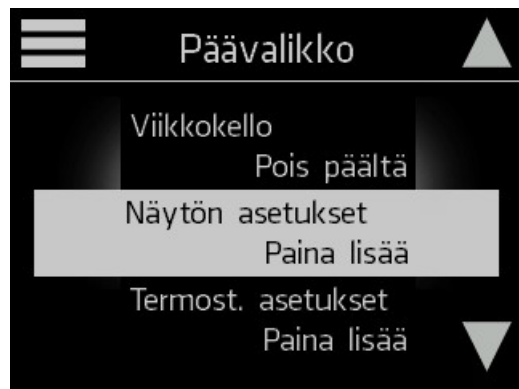 Päävalikko
Viikkokello
Pois päältä
Näytön asetukset
Paina lisää
Termost. asetukset
Paina lisää